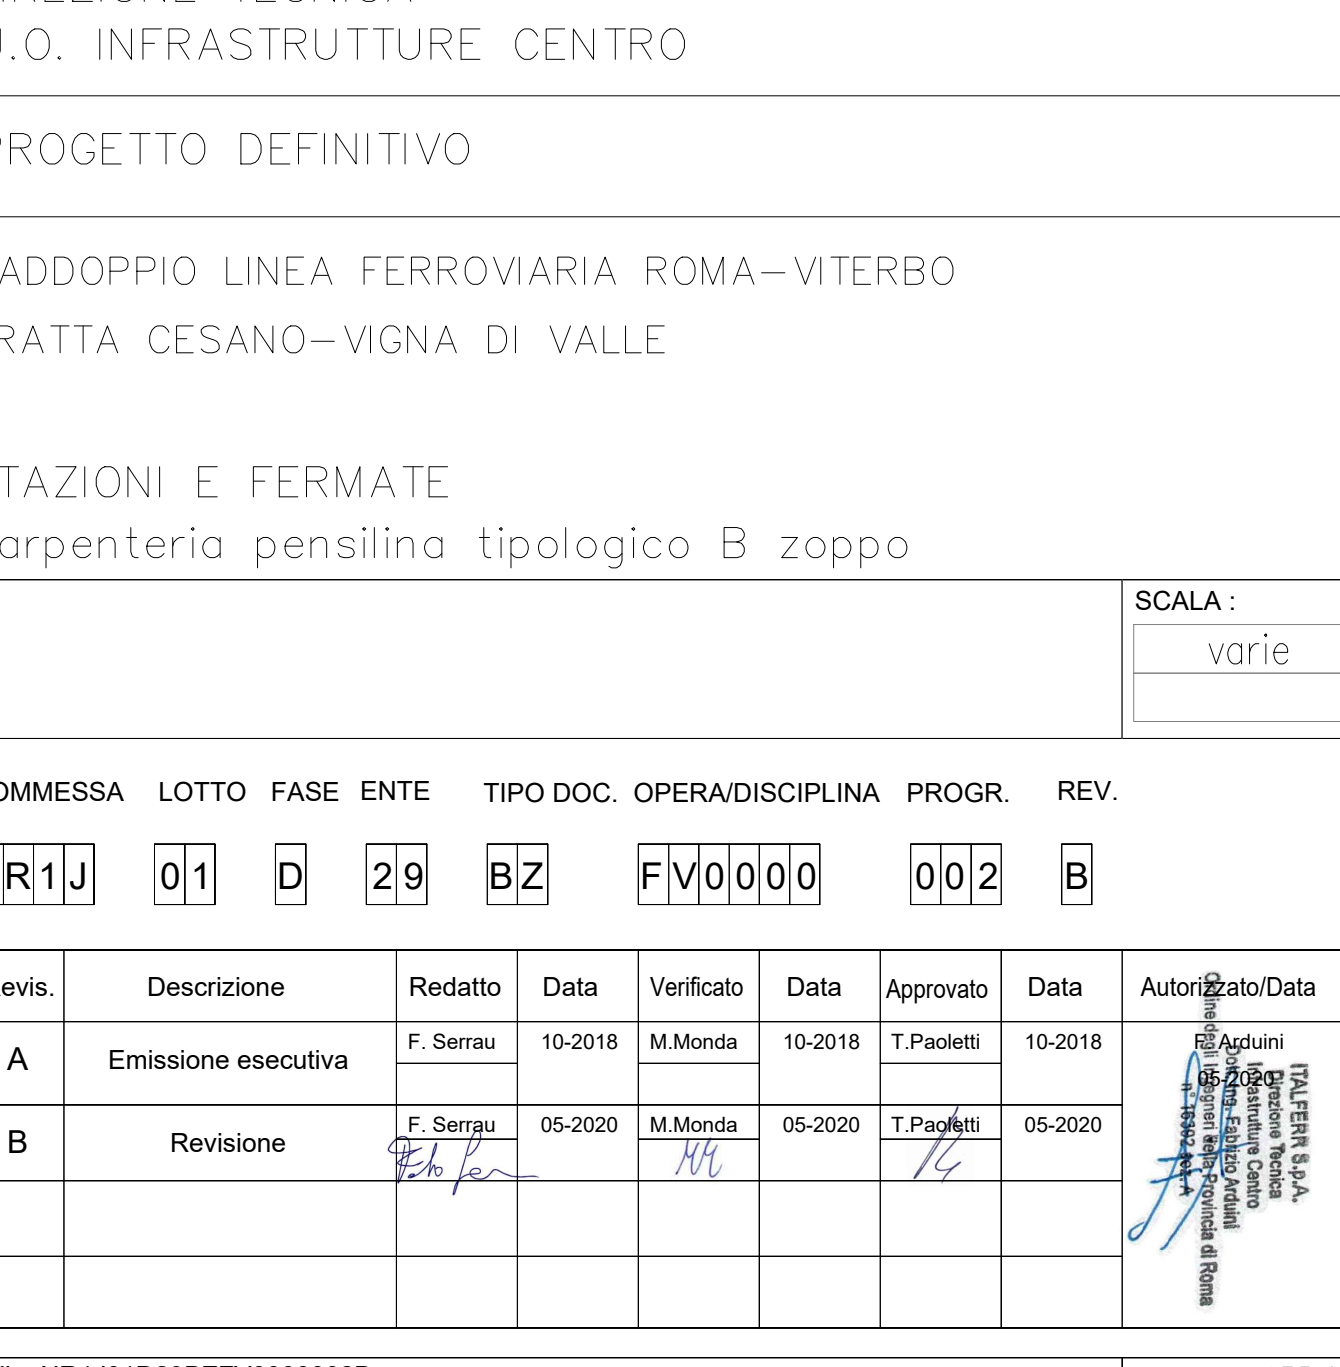 U.O. INFRASTRUTTURE CENTRO
PROGETTO DEFINITIVO
ADDOPPIO LINEA FERROVIARIA ROMA-VITERBO
RATTA CESANO-VIGNA DI VALLE
TAZIONI E FERMATE
arpenteria pensilina tipologico B zoppo
SCALA :
varie
OMMESSA LOTTO FASE ENTE TIPO DOC. OPERA/DISCIPLINA PROGR. REV.
R1J 01 D 29 BZ FV0000 002 B
evis. Descrizione Redatto Data Verificato Data Approvato Data Autorizzato/Data
A Emissione esecutiva F. Serrau 10-2018 M.Monda 10-2018 T.Paoletti 10-2018 F. Arduini
05-2020
B Revisione F. Serrau 05-2020 M.Monda 05-2020 T.Paoletti 05-2020
ITALFERR S.p.A.
Direzione Tecnica
Infrastrutture Centro
Dott. Ing. Fabrizio Arduini
Ordine degli Ingegneri della Provincia di Roma
n° 16302 sez. A